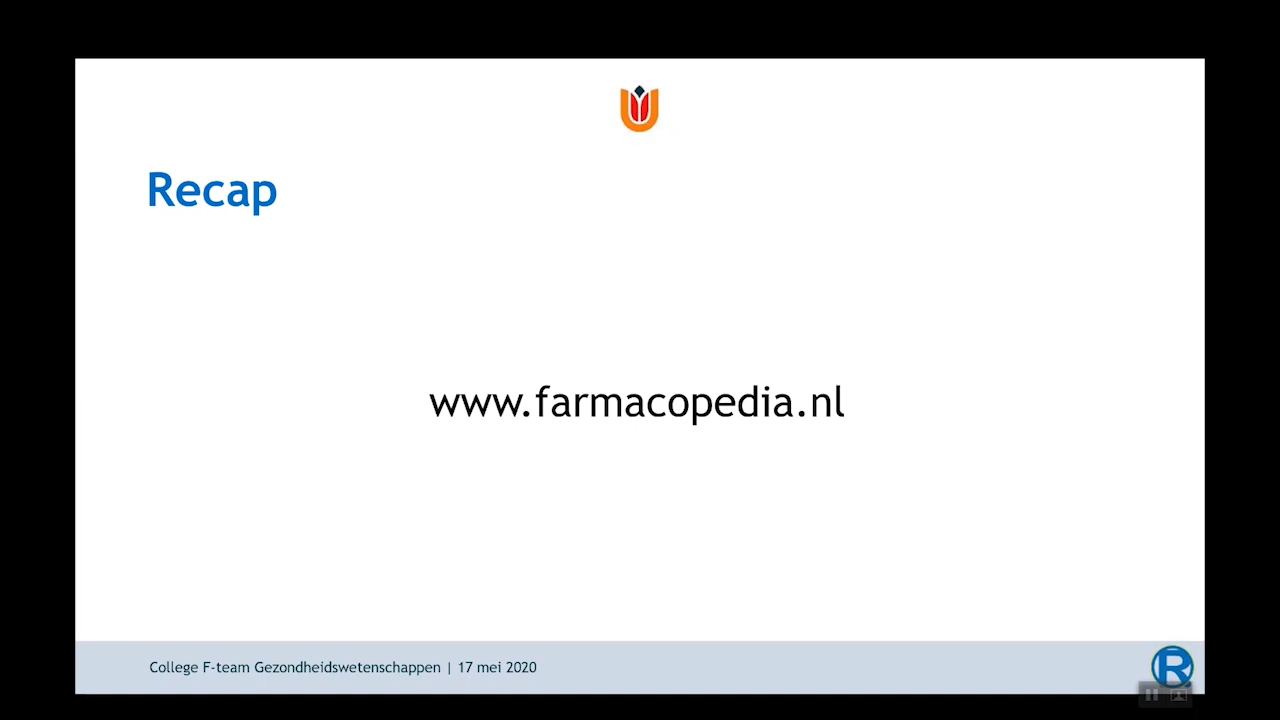 Recap
www.farmacopedia.nl
College F-team Gezondheidswetenschappen | 17 mei 2020
R